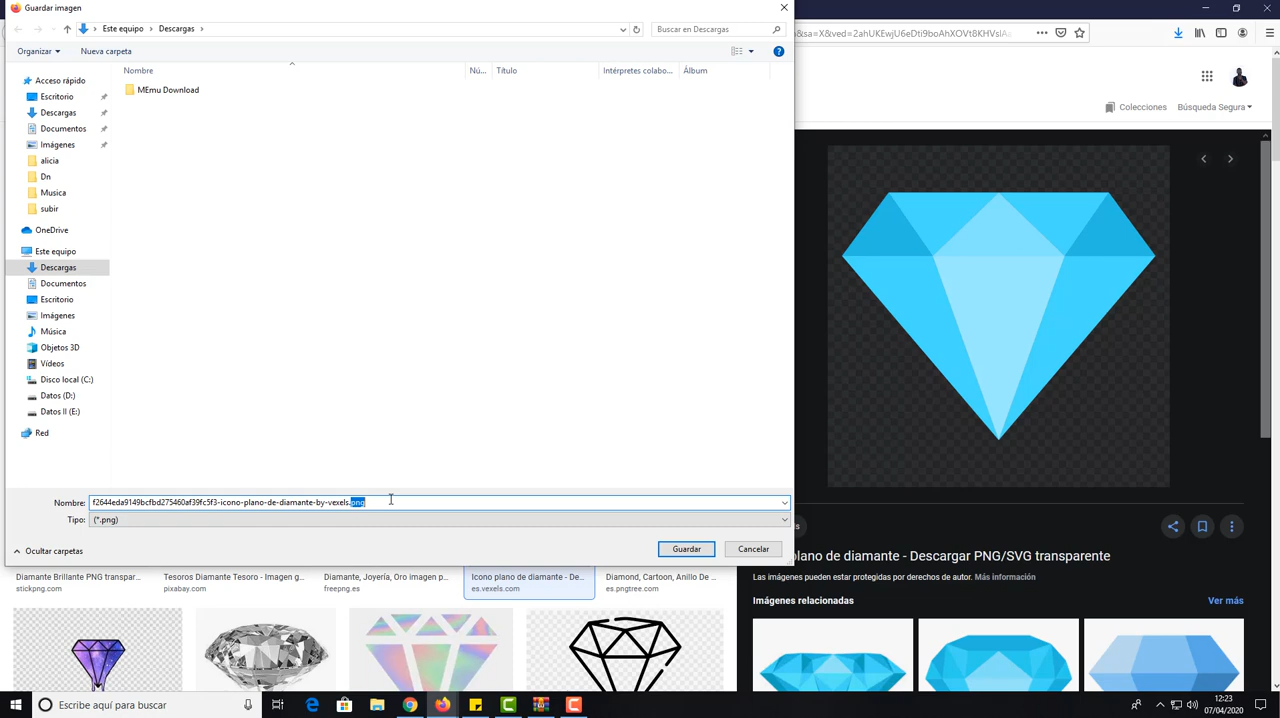 Guardar imagen
Este equipo > Descargas
Buscar en Descargas
&sa=X&ved=2ahUKEwjU6eDti9boAhXOVt8KHVsIA
Organizar
Nueva carpeta
Nombre
Nú...
Título
Intérpretes colabo...
Álbum
MEmu Download
Acceso rápido
Escritorio
Descargas
Documentos
Imágenes
alicia
Dn
Musica
subir
OneDrive
Este equipo
Descargas
Documentos
Escritorio
Imágenes
Música
Objetos 3D
Vídeos
Disco local (C:)
Datos (D:)
Datos II (E:)
Red
Nombre: f2644eda9149bcfbd275460af39fc5f3-icono-plano-de-diamante-by-vexels.png
Tipo: (*.png)
Ocultar carpetas
Guardar
Cancelar
Colecciones
Búsqueda Segura
plano de diamante - Descargar PNG/SVG transparente
Las imágenes pueden estar protegidas por derechos de autor. Más información
Imágenes relacionadas
Ver más
Diamante Brillante PNG transpar...
stickpng.com
Tesoros Diamante Tesoro - Imagen g...
pixabay.com
Diamante, Joyería, Oro imagen p...
freepng.es
Icono plano de diamante - De...
es.vexels.com
Diamond, Cartoon, Anillo De ...
es.pngtree.com
Escribe aquí para buscar
12:23
07/04/2020